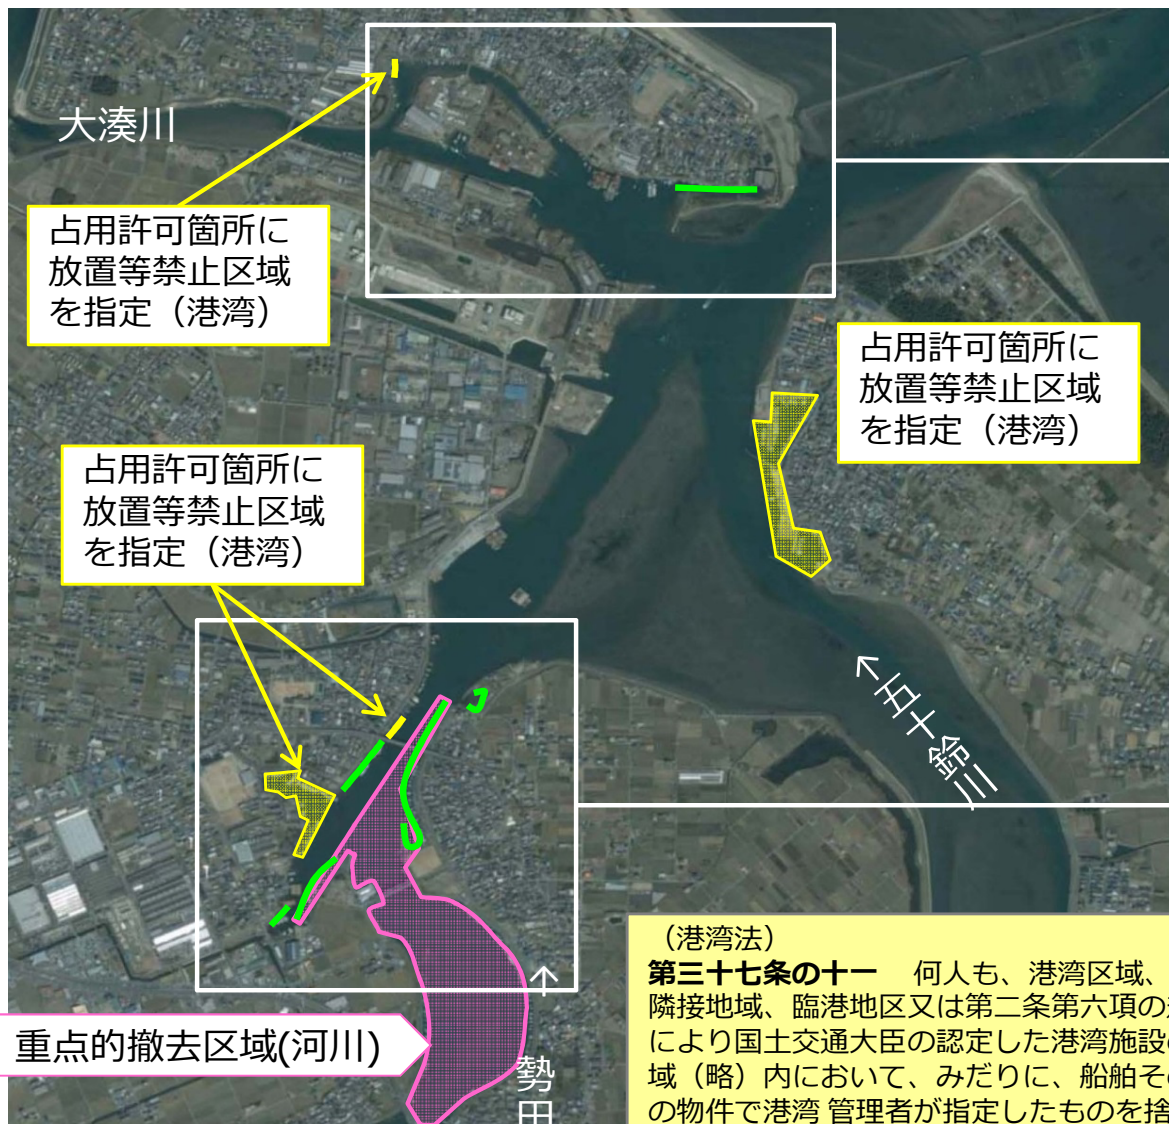 大湊川
占用許可箇所に
放置等禁止区域
を指定（港湾）
占用許可箇所に
放置等禁止区域
を指定（港湾）
占用許可箇所に
放置等禁止区域
を指定（港湾）
↑五十鈴川
重点的撤去区域(河川)
↑
勢田
（港湾法）
第三十七条の十一　何人も、港湾区域、
隣接地域、臨港地区又は第二条第六項の
により国土交通大臣の認定した港湾施設
域（略）内において、みだりに、船舶そ
の物件で港湾 管理者が指定したものを捨